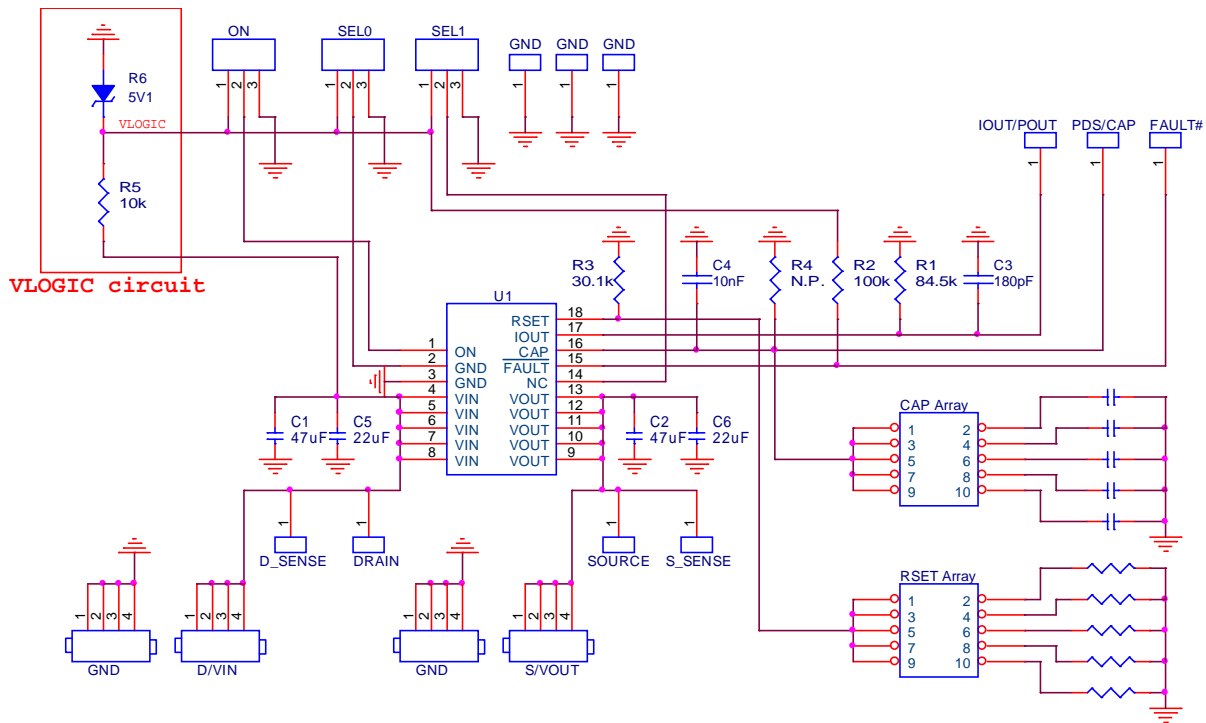 ON
SEL0
SEL1
GND
GND
GND
1
2
3
1
2
3
1
2
3
1
1
1
R6
5V1
VLOGIC
R5
10k
VLOGIC circuit
IOUT/POUT
PDS/CAP
FAULT#
1
1
1
R3
30.1k
C4
10nF
R4
N.P.
R2
100k
R1
84.5k
C3
180pF
U1
1
2
3
4
5
6
7
8
ON
GND
GND
VIN
VIN
VIN
VIN
VIN
RSET
IOUT
CAP
FAULT
NC
VOUT
VOUT
VOUT
VOUT
VOUT
18
17
16
15
14
13
12
11
10
9
C1
47uF
C5
22uF
C2
47uF
C6
22uF
CAP Array
1
3
5
7
9
2
4
6
8
10
1
1
1
1
D_SENSE
DRAIN
SOURCE
S_SENSE
RSET Array
1
3
5
7
9
2
4
6
8
10
1
2
3
4
1
2
3
4
1
2
3
4
1
2
3
4
GND
D/VIN
GND
S/VOUT